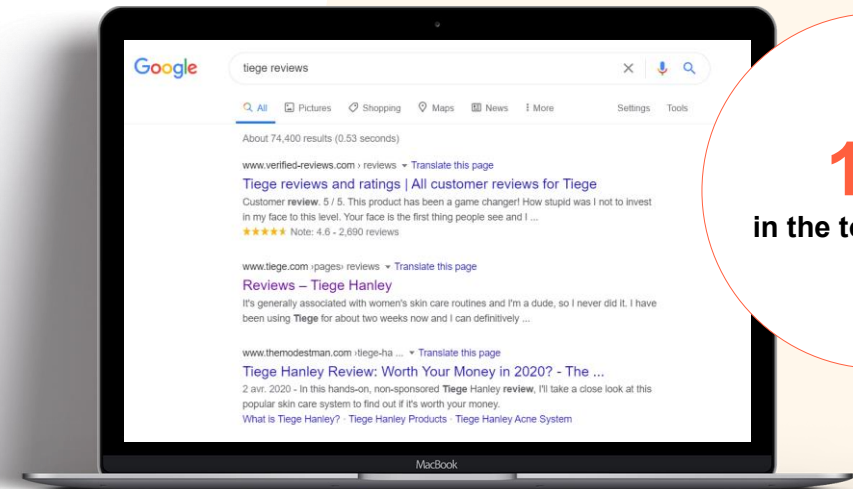 Google
tiege reviews
All Pictures Shopping Maps News More Settings Tools
About 74,400 results (0.53 seconds)
www.verified-reviews.com › reviews ▾ Translate this page
Tiege reviews and ratings | All customer reviews for Tiege
Customer review. 5 / 5. This product has been a game changer! How stupid was I not to invest
in my face to this level. Your face is the first thing people see and I ...
Note: 4.6 - 2,690 reviews
www.tiege.com ›pages› reviews ▾ Translate this page
Reviews – Tiege Hanley
It's generally associated with women's skin care routines and I'm a dude, so I never did it. I have
been using Tiege for about two weeks now and I can definitively ...
www.themodestman.com ›tiege-ha ... ▾ Translate this page
Tiege Hanley Review: Worth Your Money in 2020? - The ...
2 avr. 2020 - In this hands-on, non-sponsored Tiege Hanley review, I'll take a close look at this
popular skin care system to find out if it's worth your money.
What is Tiege Hanley? · Tiege Hanley Products · Tiege Hanley Acne System
1
in the
MacBook